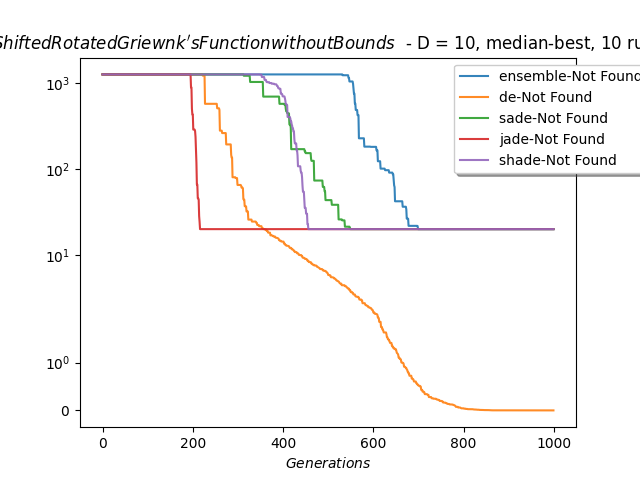 ShiftedRotatedGriewnk'sFunctionwithoutBounds - D = 10, median-best, 10 ru
ensemble-Not Found
de-Not Found
sade-Not Found
jade-Not Found
shade-Not Found
10³
10²
10¹
10⁰
0
0 200 400 600 800 1000
Generations